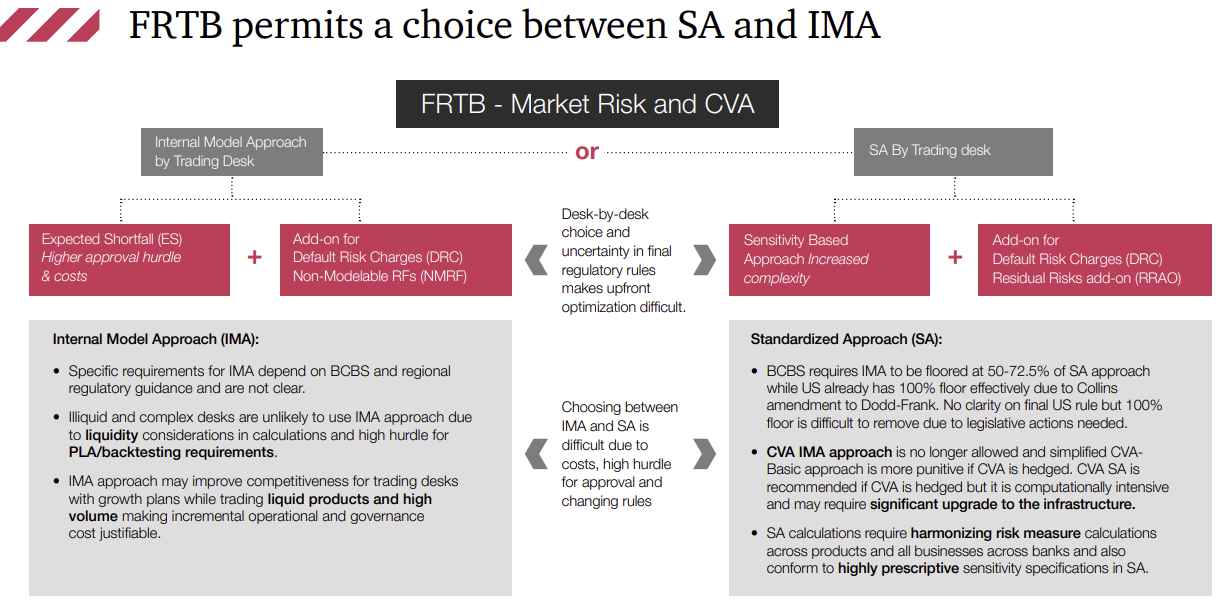 FRTB permits a choice between SA and IMA
FRTB - Market Risk and CVA
Internal Model Approach
by Trading Desk
or
SA By Trading desk
Expected Shortfall (ES)
Higher approval hurdle
& costs
+
Add-on for
Default Risk Charges (DRC)
Non-Modelable RFs (NMRF)
Desk-by-desk
choice and
uncertainty in final
regulatory rules
makes upfront
optimization difficult.
Sensitivity Based
Approach Increased
complexity
+
Add-on for
Default Risk Charges (DRC)
Residual Risks add-on (RRAO)
Internal Model Approach (IMA):
• Specific requirements for IMA depend on BCBS and regional
regulatory guidance and are not clear.
• Illiquid and complex desks are unlikely to use IMA approach due
to liquidity considerations in calculations and high hurdle for
PLA/backtesting requirements.
• IMA approach may improve competitiveness for trading desks
with growth plans while trading liquid products and high
volume making incremental operational and governance
cost justifiable.
Choosing between
IMA and SA is
difficult due to
costs, high hurdle
for approval and
changing rules
Standardized Approach (SA):
• BCBS requires IMA to be floored at 50-72.5% of SA approach
while US already has 100% floor effectively due to Collins
amendment to Dodd-Frank. No clarity on final US rule but 100%
floor is difficult to remove due to legislative actions needed.
• CVA IMA approach is no longer allowed and simplified CVA-
Basic approach is more punitive if CVA is hedged. CVA SA is
recommended if CVA is hedged but it is computationally intensive
and may require significant upgrade to the infrastructure.
• SA calculations require harmonizing risk measure calculations
across products and all businesses across banks and also
conform to highly prescriptive sensitivity specifications in SA.